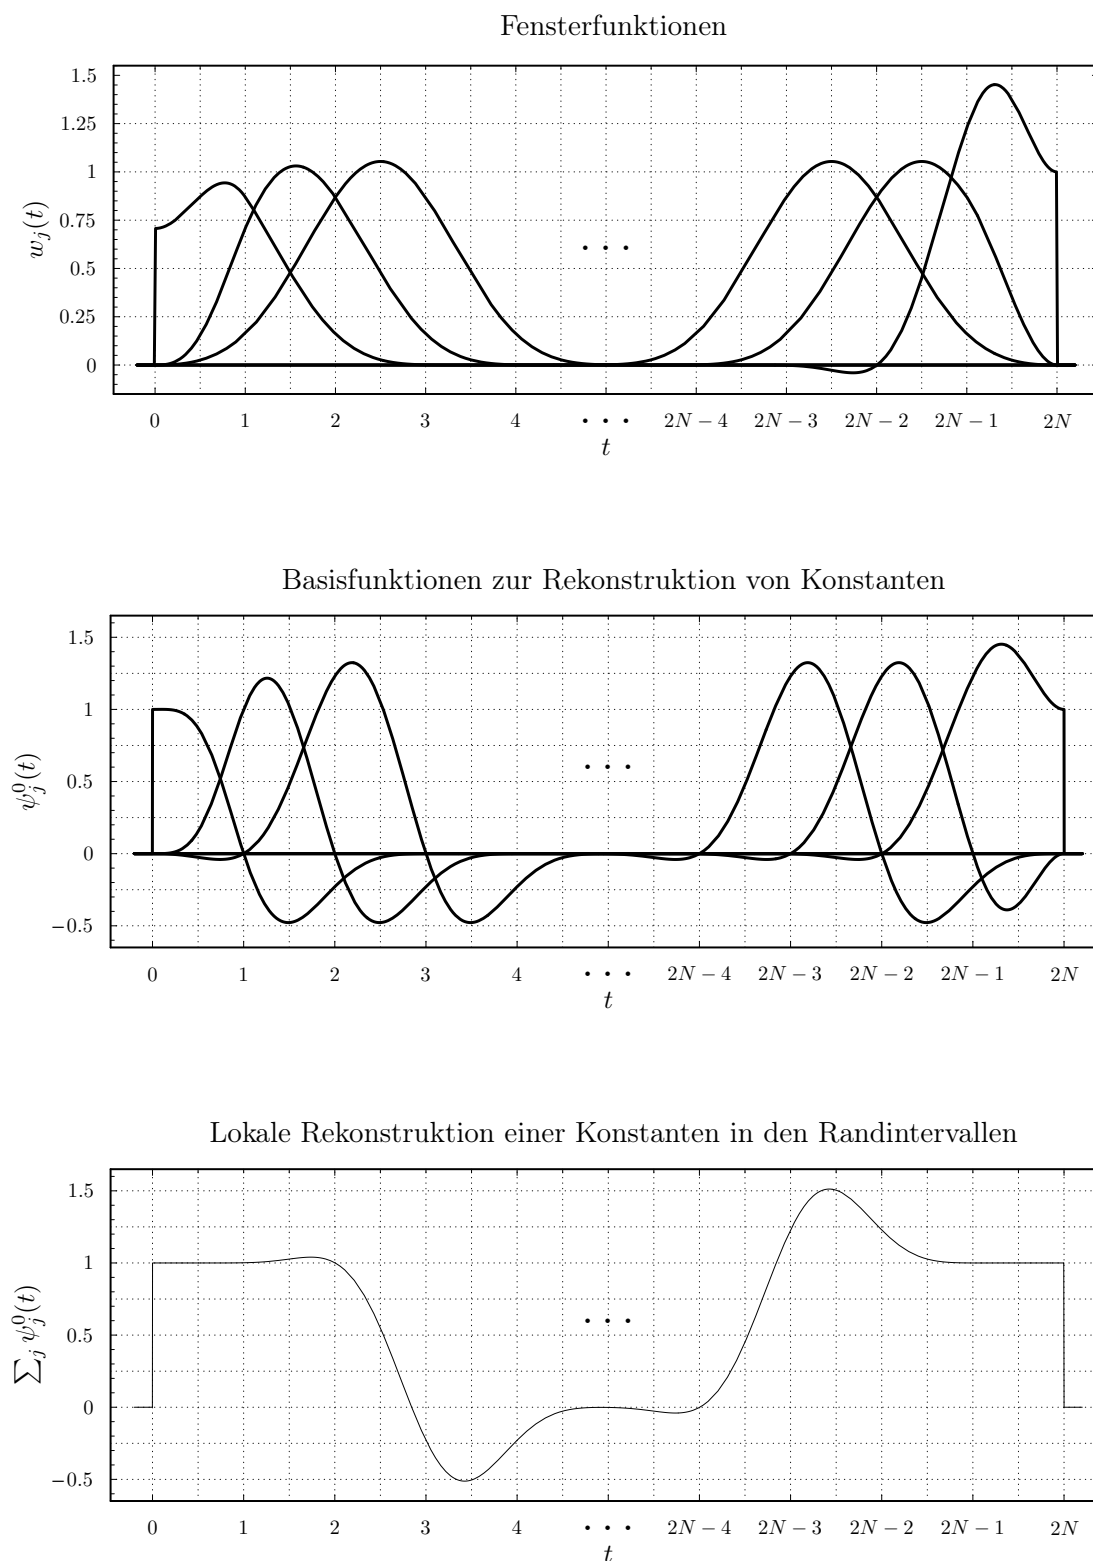 Fensterfunktionen
1.5
1.25
1
0.75
0.5
0.25
0
w_j(t)
. . .
0 1 2 3 4 . . . 2N − 4 2N − 3 2N − 2 2N − 1 2N
t
Basisfunktionen zur Rekonstruktion von Konstanten
1.5
1
0.5
0
−0.5
ψ_j^0(t)
. . .
0 1 2 3 4 . . . 2N − 4 2N − 3 2N − 2 2N − 1 2N
t
Lokale Rekonstruktion einer Konstanten in den Randintervallen
1.5
1
0.5
0
−0.5
∑_j ψ_j^0(t)
. . .
0 1 2 3 4 . . . 2N − 4 2N − 3 2N − 2 2N − 1 2N
t